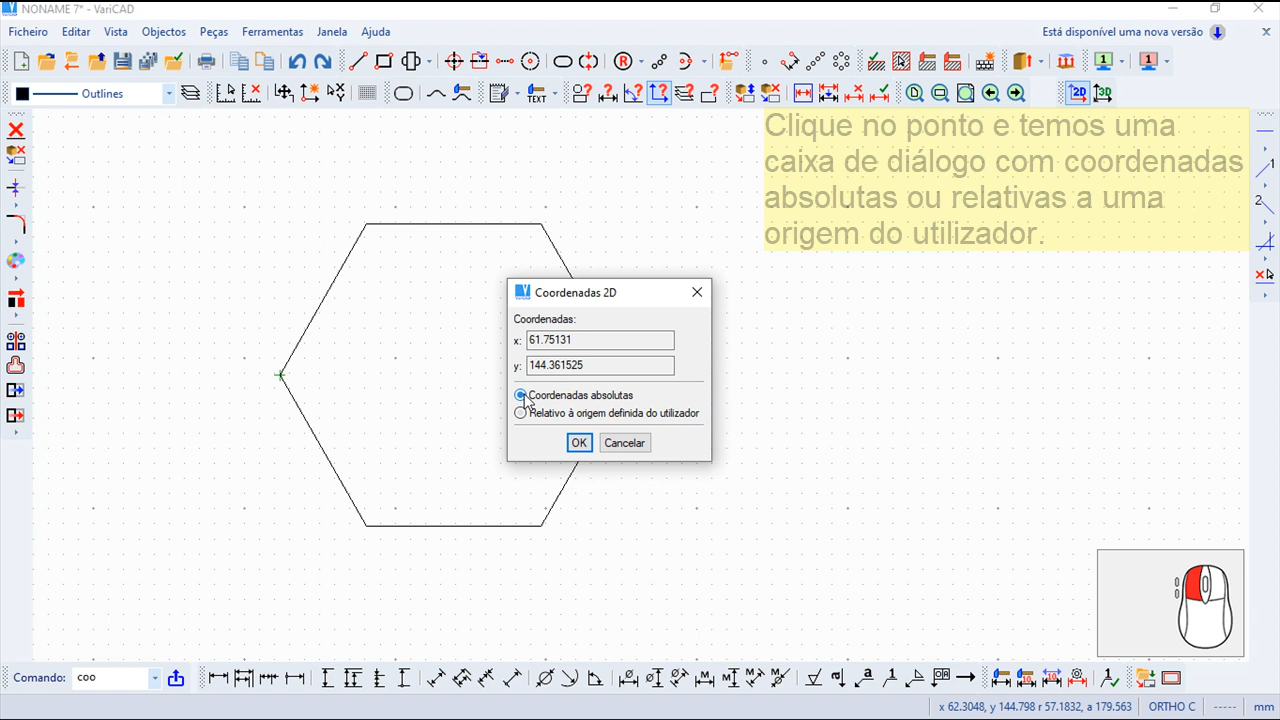 NONAME 7* - VariCAD
Ficheiro Editar Vista Objectos Peças Ferramentas Janela Ajuda Está disponível uma nova versão
Outlines
TEXT
2D 3D
Clique no ponto e temos uma
caixa de diálogo com coordenadas
absolutas ou relativas a uma
origem do utilizador.
Coordenadas 2D
Coordenadas:
x: 61.75131
y: 144.361525
Coordenadas absolutas
Relativo à origem definida do utilizador
OK Cancelar
Comando: coo
x 62.3048, y 144.798 r 57.1832, a 179.563 ORTHO C ----- mm